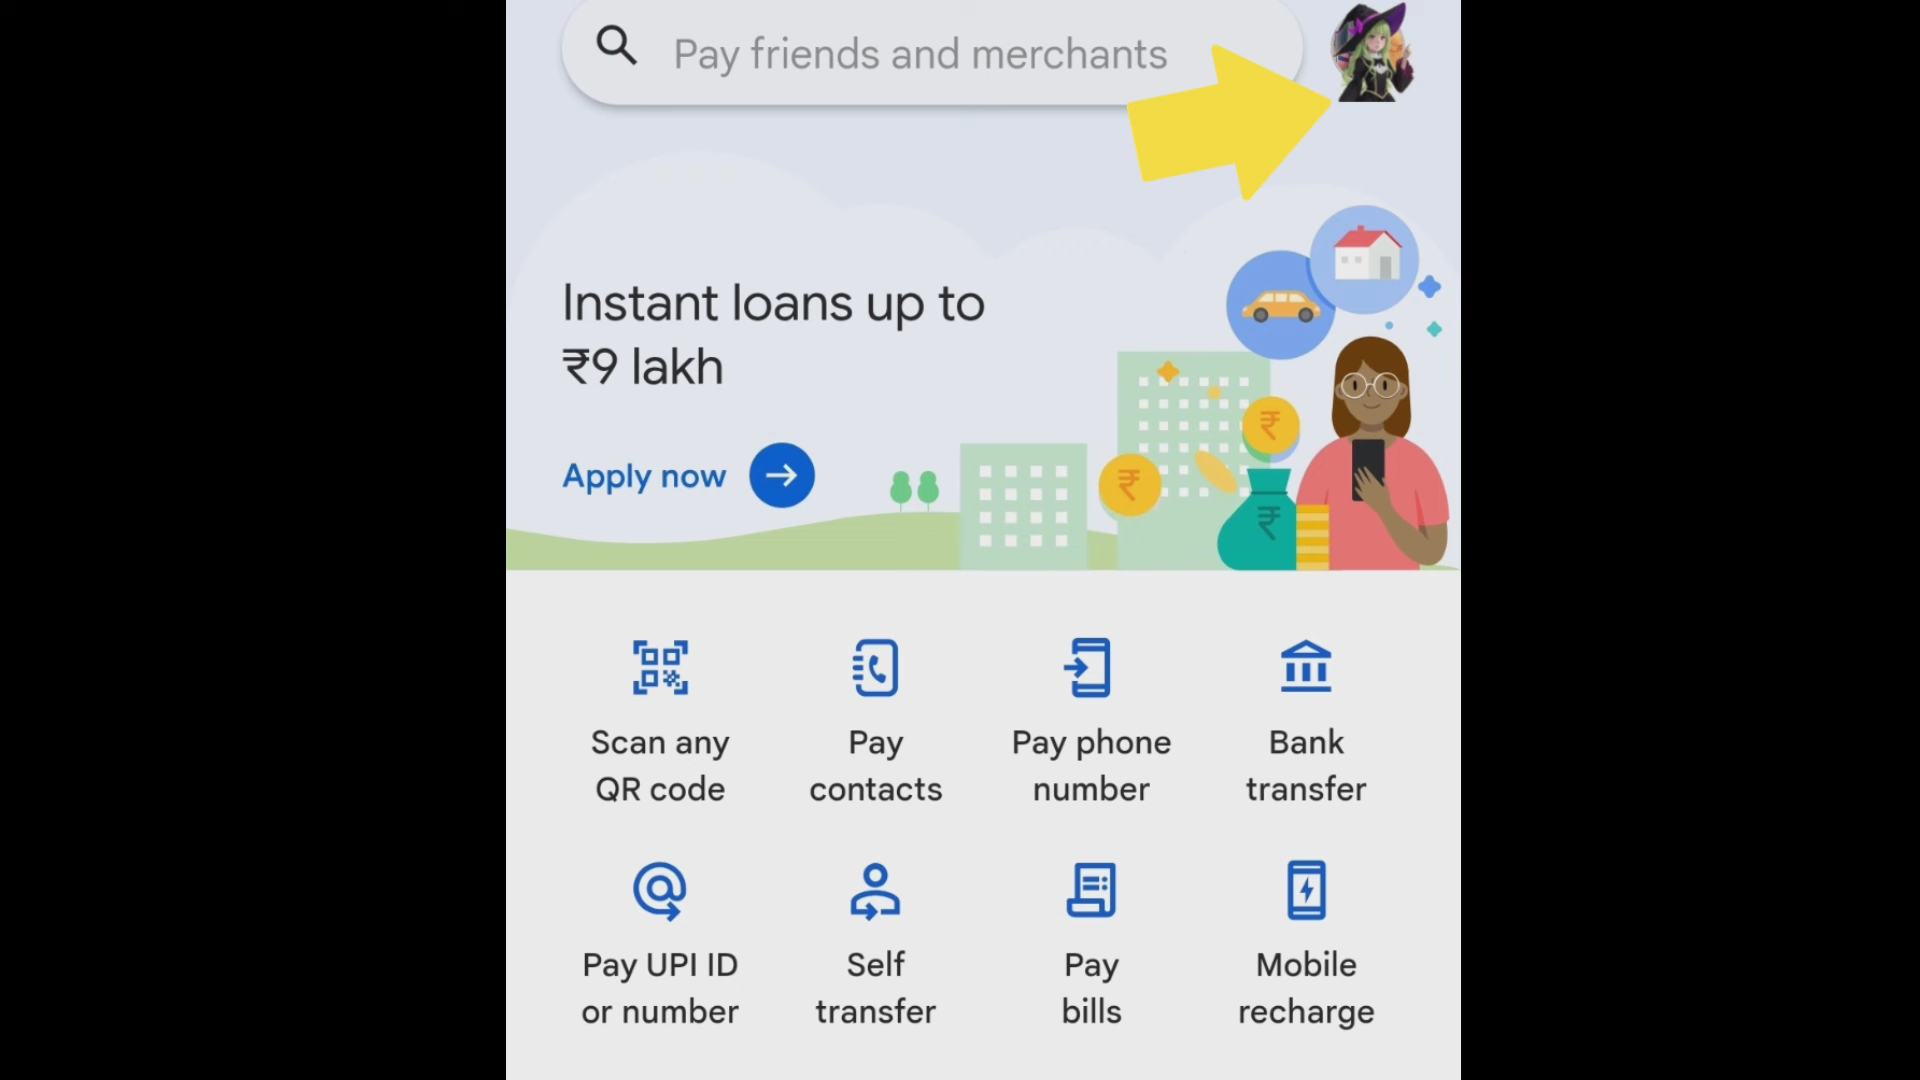 Pay friends and merchants
Instant loans up to
₹9 lakh
Apply now
₹
₹
₹
Scan any
QR code
Pay
contacts
Pay phone
number
Bank
transfer
Pay UPI ID
or number
Self
transfer
Pay
bills
Mobile
recharge